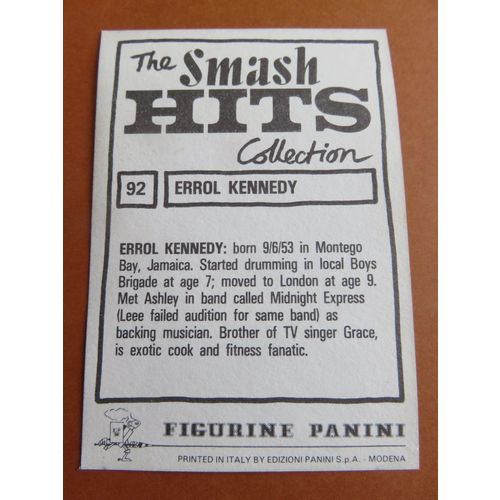 The Smash
HITS
Collection
92 ERROL KENNEDY
ERROL KENNEDY: born 9/6/53 in Montego
Bay, Jamaica. Started drumming in local Boys
Brigade at age 7; moved to London at age 9.
Met Ashley in band called Midnight Express
(Leee failed audition for same band) as
backing musician. Brother of TV singer Grace,
is exotic cook and fitness fanatic.
FIGURINE PANINI
PRINTED IN ITALY BY EDIZIONI PANINI S.p.A. - MODENA